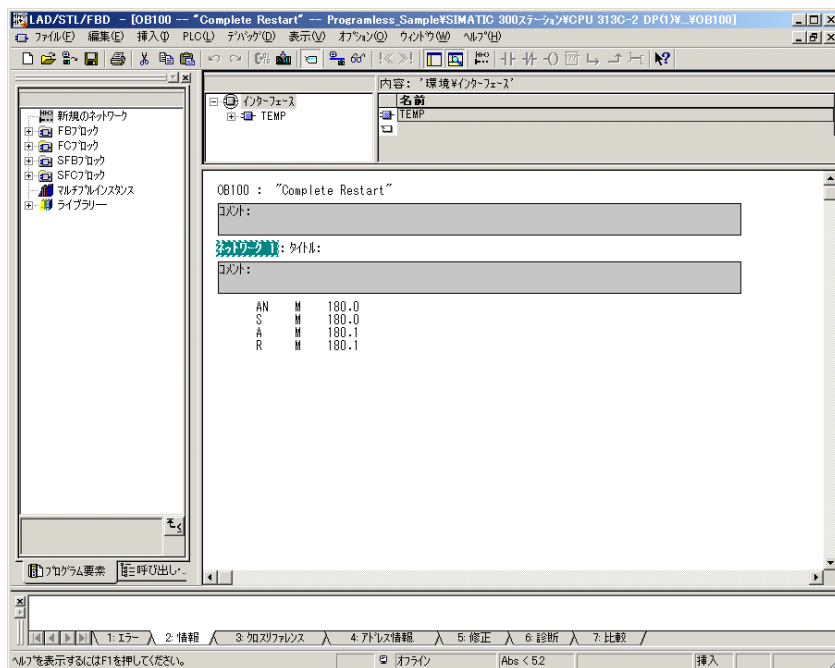 LAD/STL/FBD - [OB100 -- "Complete Restart" -- Programless_Sample¥SIMATIC 300ステーション¥CPU 313C-2 DP(1)¥...¥OB100]
ファイル(F) 編集(E) 挿入(I) PLC(L) デバッグ(D) 表示(V) オプション(O) ウィンドウ(W) ヘルプ(H)
新規のネットワーク
FBブロック
FCブロック
SFBブロック
SFCブロック
マルチプルインスタンス
ライブラリー
プログラム要素
呼び出し・
インターフェース
TEMP
内容: '環境¥インターフェース'
名前
TEMP
OB100 : "Complete Restart"
コメント:
ネットワーク 1: タイトル:
コメント:
AN M 180.0
S M 180.0
A M 180.1
R M 180.1
1: エラー 2: 情報 3: クロスリファレンス 4: アドレス情報. 5: 修正 6: 診断 7: 比較
ヘルプを表示するにはF1を押してください。 オフライン Abs < 5.2 挿入